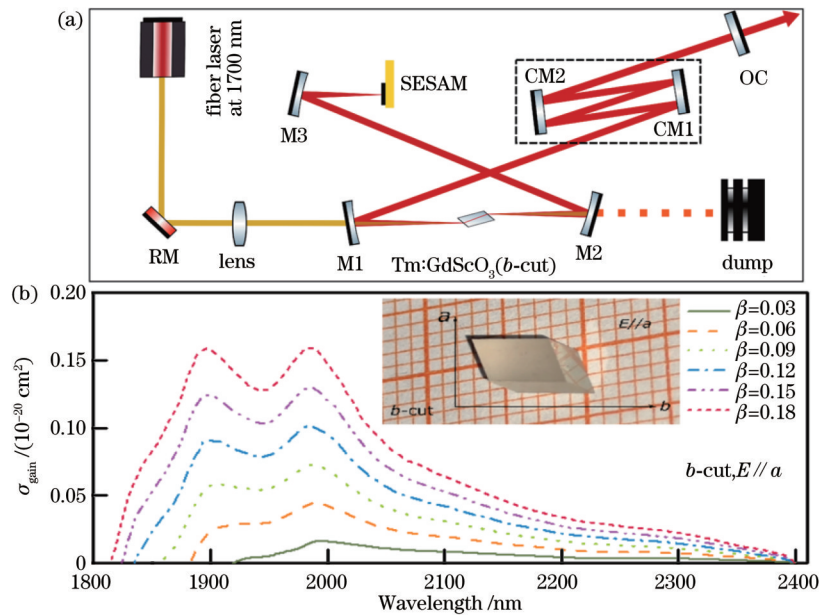 (a)
fiber laser
at 1700 nm
SESAM
M3
CM2
CM1
OC
RM
lens
M1
Tm:GdScO₃(b-cut)
M2
dump
(b)
0.20
0.15
0.10
0.05
0
σgain /(10⁻²⁰ cm²)
a
E//a
b-cut
b
β=0.03
β=0.06
β=0.09
β=0.12
β=0.15
β=0.18
b-cut,E // a
1800 1900 2000 2100 2200 2300 2400
Wavelength /nm